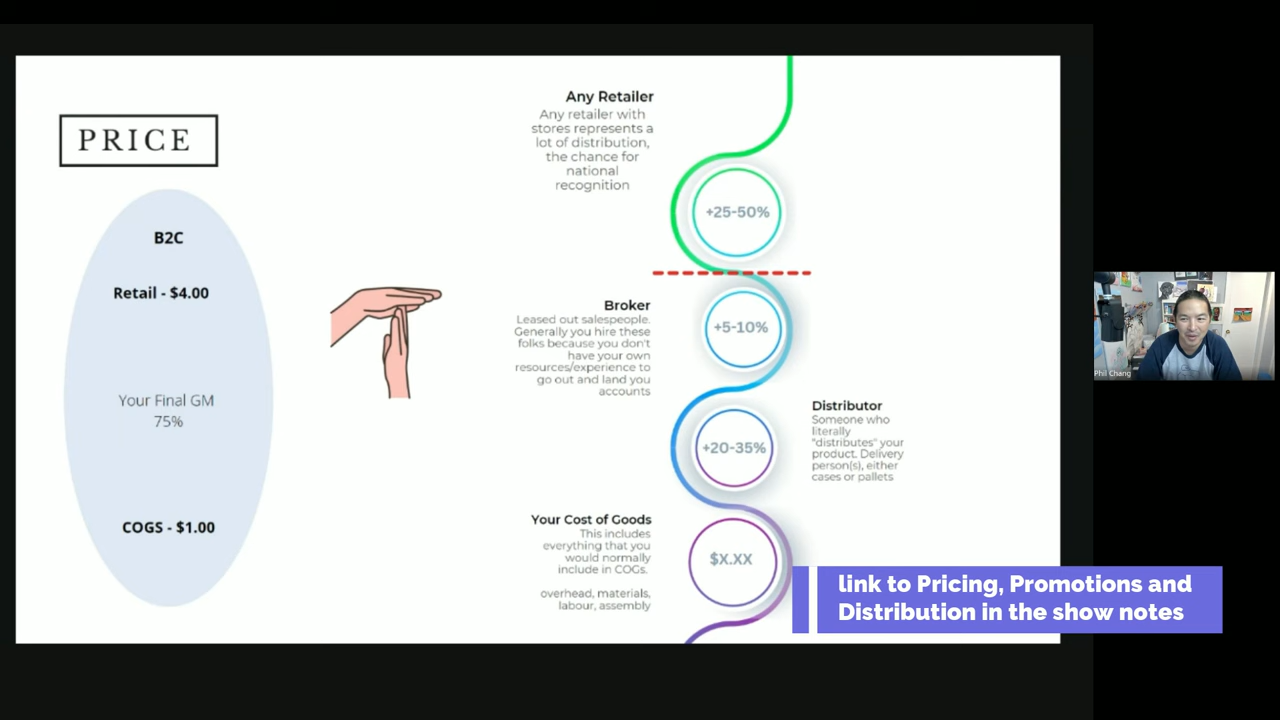 PRICE
B2C
Retail - $4.00
Your Final GM
75%
COGS - $1.00
Any Retailer
Any retailer with
stores represents a
lot of distribution,
the chance for
national
recognition
+25-50%
Broker
Leased out salespeople.
Generally you hire these
folks because you don't
have your own
resources/experience to
go out and land you
accounts
+5-10%
Distributor
Someone who
literally
"distributes" your
product. Delivery
person(s), either
cases or pallets
+20-35%
Your Cost of Goods
This includes
everything that you
would normally
include in COGs.
overhead, materials,
labour, assembly
$X.XX
link to Pricing, Promotions and
Distribution in the show notes
Phil Chang